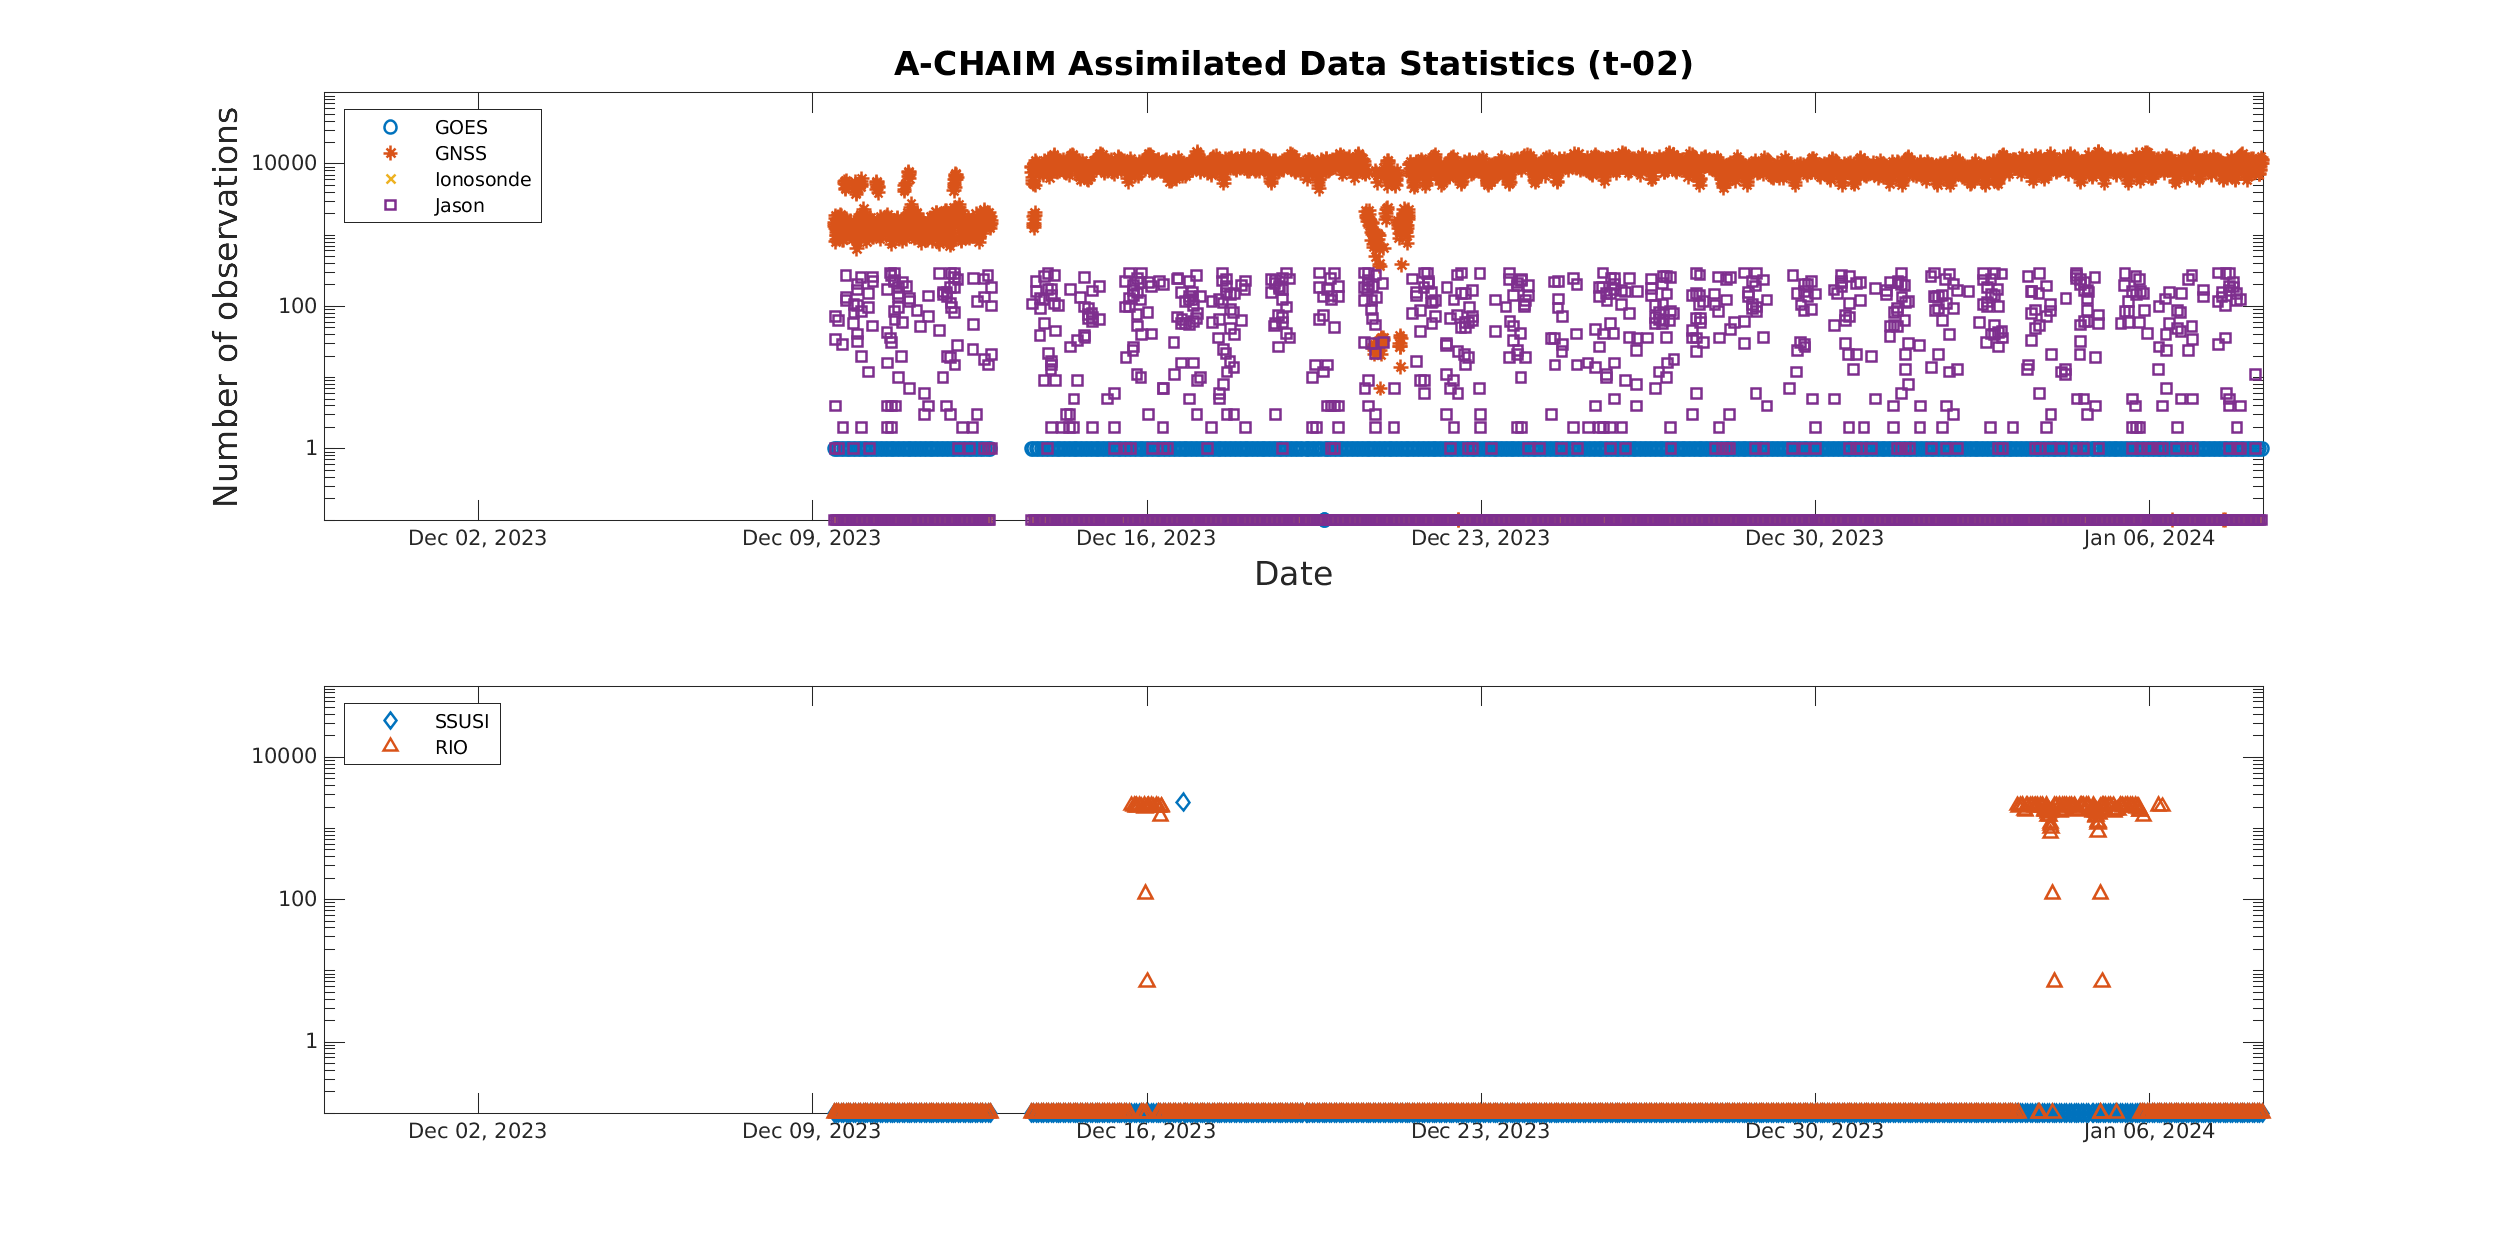 A-CHAIM Assimilated Data Statistics (t-02)
Number of observations
GOES
GNSS
Ionosonde
Jason
10000
100
1
Dec 02, 2023
Dec 09, 2023
Dec 16, 2023
Dec 23, 2023
Dec 30, 2023
Jan 06, 2024
Date
SSUSI
RIO
10000
100
1
Dec 02, 2023
Dec 09, 2023
Dec 16, 2023
Dec 23, 2023
Dec 30, 2023
Jan 06, 2024